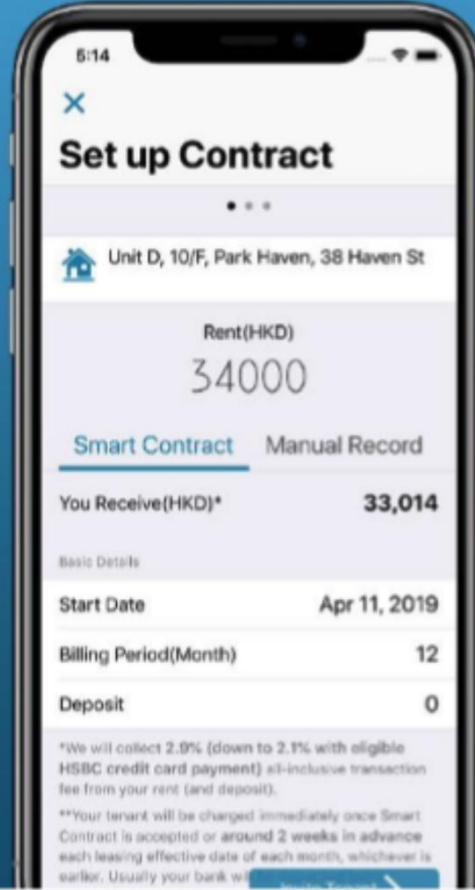 5:14
Set up Contract
Unit D, 10/F, Park Haven, 38 Haven St
Rent(HKD)
34000
Smart Contract Manual Record
You Receive(HKD)* 33,014
Basic Details
Start Date Apr 11, 2019
Billing Period(Month) 12
Deposit 0
*We will collect 2.9% (down to 2.1% with eligible
HSBC credit card payment) all-inclusive transaction
fee from your rent (and deposit).
**Your tenant will be charged immediately once Smart
Contract is accepted or around 2 weeks in advance
each leasing effective date of each month, whichever is
earlier. Usually your bank
Invite Tenant